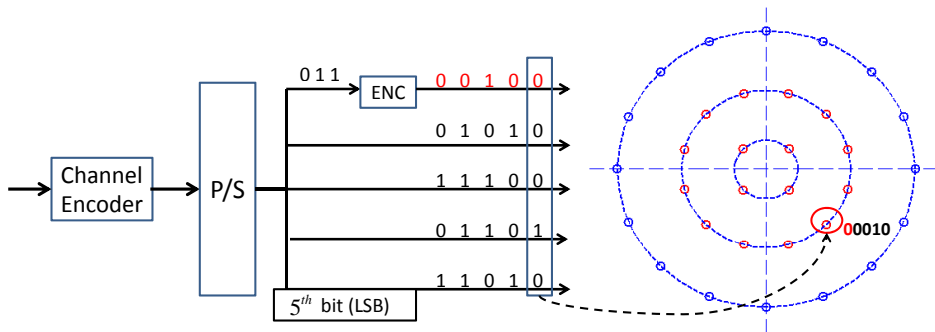 Channel
Encoder
P/S
0 1 1
ENC
0 0 1 0 0
0 1 0 1 0
1 1 1 0 0
0 1 1 0 1
1 1 0 1 0
5th bit (LSB)
00010